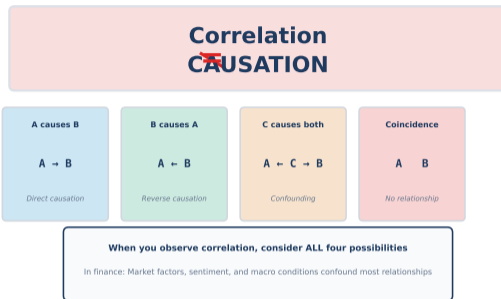 Correlation
≠
CAUSATION
A causes B
A → B
Direct causation
B causes A
A ← B
Reverse causation
C causes both
A ← C → B
Confounding
Coincidence
A B
No relationship
When you observe correlation, consider ALL four possibilities
In finance: Market factors, sentiment, and macro conditions confound most relationships